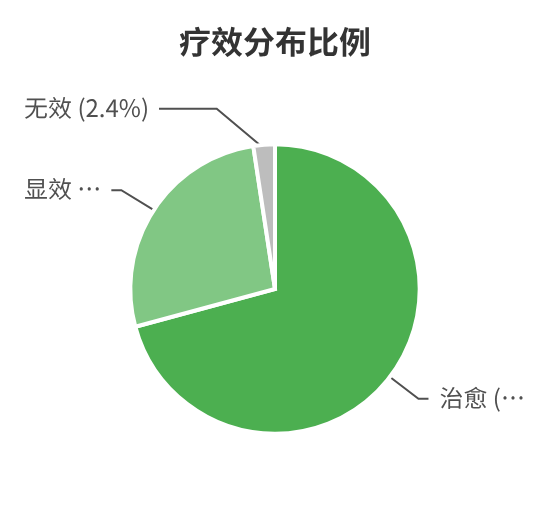 疗效分布比例
无效 (2.4%)
显效 …
治愈 (…